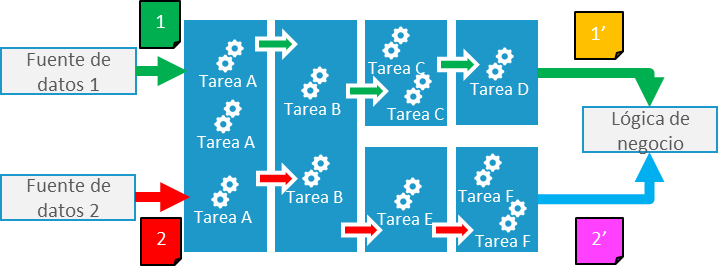 1
1’
Fuente de
datos 1
Tarea A
Tarea A
Tarea A
Tarea B
Tarea B
Tarea C
Tarea C
Tarea D
Tarea E
Tarea F
Tarea F
Lógica de
negocio
Fuente de
datos 2
2
2’